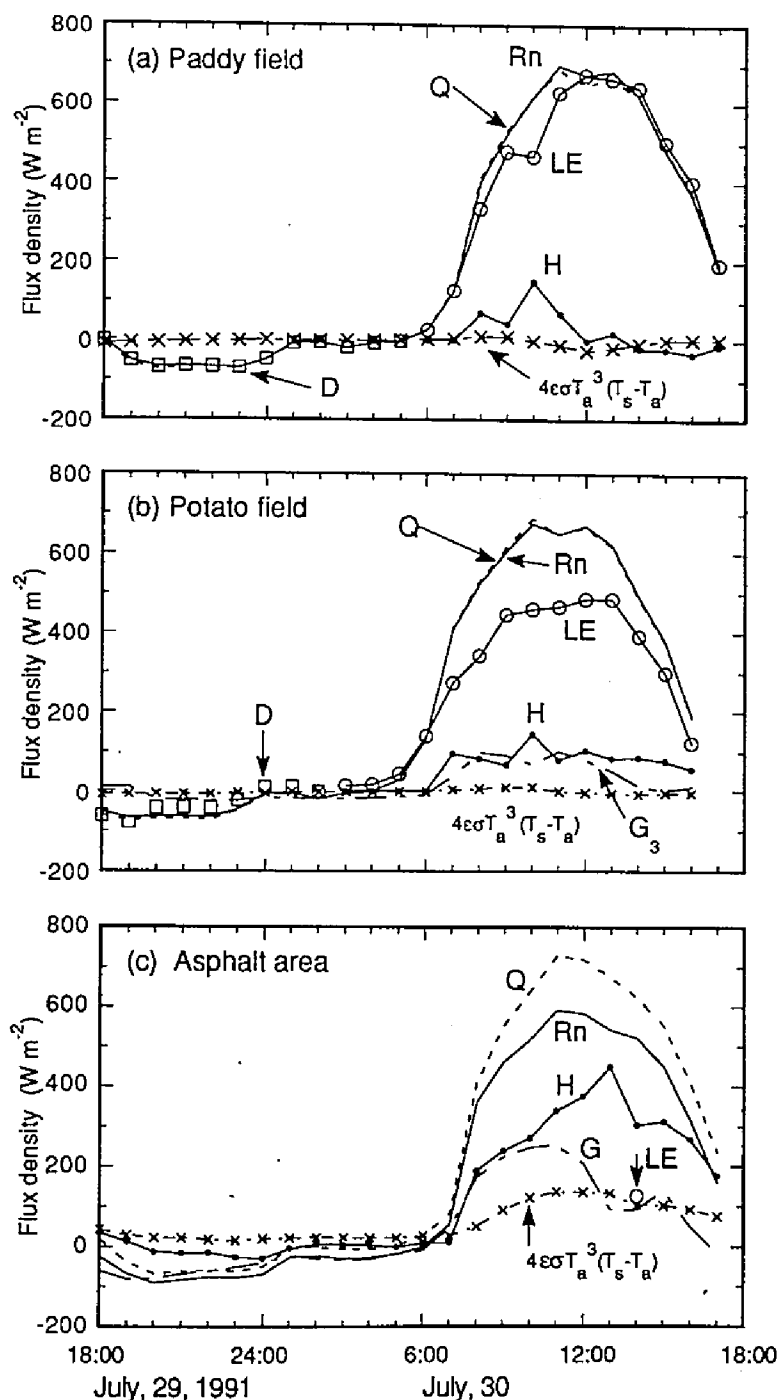 800
(a) Paddy field
Rn
600
Q
LE
400
Flux density (W m⁻²)
200
H
0
D
4εσTₐ³(Tₛ-Tₐ)
-200
800
(b) Potato field
Q
600
Rn
400
LE
Flux density (W m⁻²)
200
D
H
0
4εσTₐ³(Tₛ-Tₐ)
G₃
-200
800
(c) Asphalt area
Q
600
Rn
400
H
Flux density (W m⁻²)
G
LE
200
0
4εσTₐ³(Tₛ-Tₐ)
-200
18:00 24:00 6:00 12:00 18:00
July, 29, 1991 July, 30